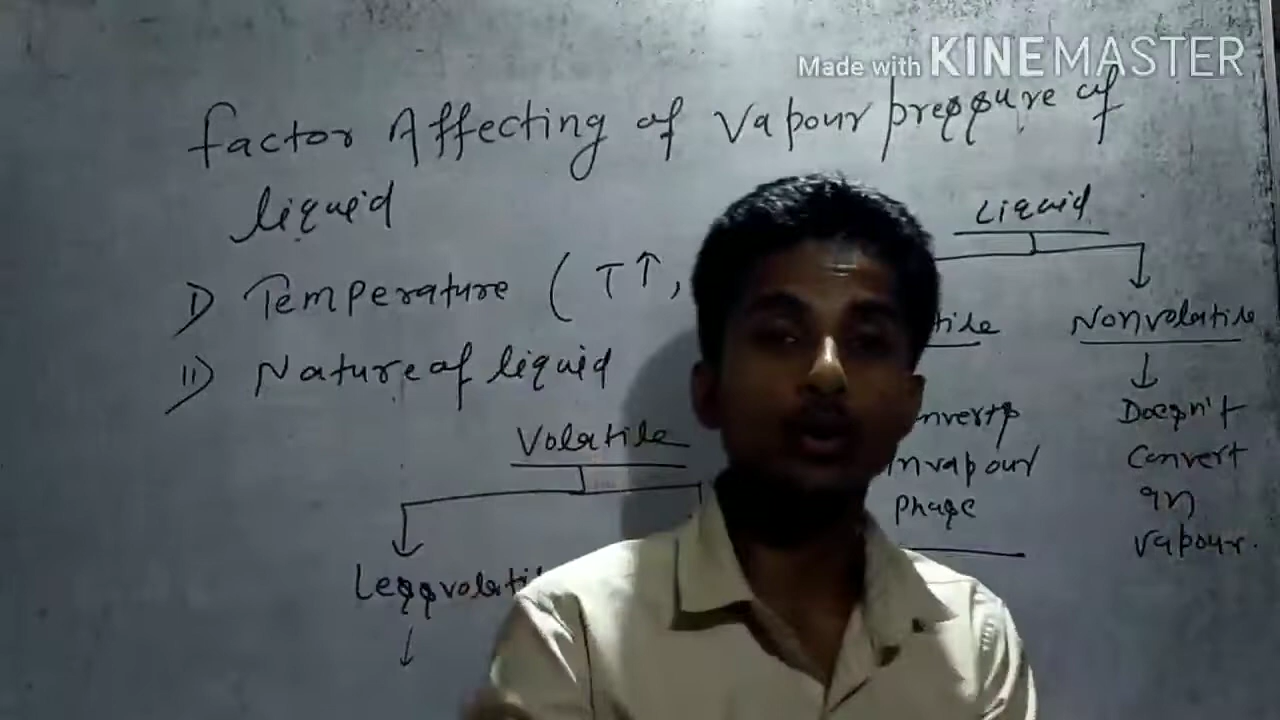 Made with KINEMASTER
Factor Affecting of Vapour pressure of
liquid
I) Temperature ( T↑,
II) Nature of liquid
Volatile
Less
Liquid
Nonvolatile
Phase
Doesn't
Convert
in
vapour.